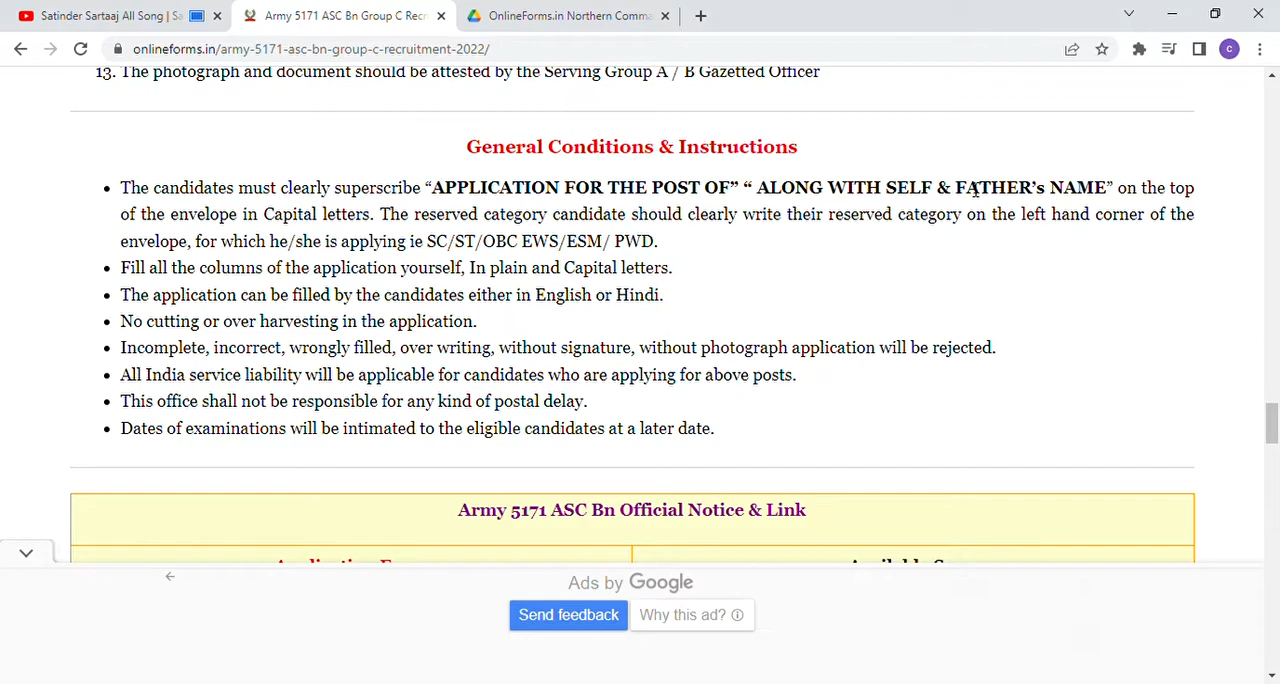 Satinder Sartaaj All Song | Sa
Army 5171 ASC Bn Group C Recr
OnlineForms.in Northern Comma
onlineforms.in/army-5171-asc-bn-group-c-recruitment-2022/
C
13. The photograph and document should be attested by the Serving Group A / B Gazetted Officer
General Conditions & Instructions
• The candidates must clearly superscribe “APPLICATION FOR THE POST OF” “ ALONG WITH SELF & FATHER’s NAME” on the top
of the envelope in Capital letters. The reserved category candidate should clearly write their reserved category on the left hand corner of the
envelope, for which he/she is applying ie SC/ST/OBC EWS/ESM/ PWD.
• Fill all the columns of the application yourself, In plain and Capital letters.
• The application can be filled by the candidates either in English or Hindi.
• No cutting or over harvesting in the application.
• Incomplete, incorrect, wrongly filled, over writing, without signature, without photograph application will be rejected.
• All India service liability will be applicable for candidates who are applying for above posts.
• This office shall not be responsible for any kind of postal delay.
• Dates of examinations will be intimated to the eligible candidates at a later date.
Army 5171 ASC Bn Official Notice & Link
Ads by Google
Send feedback
Why this ad?